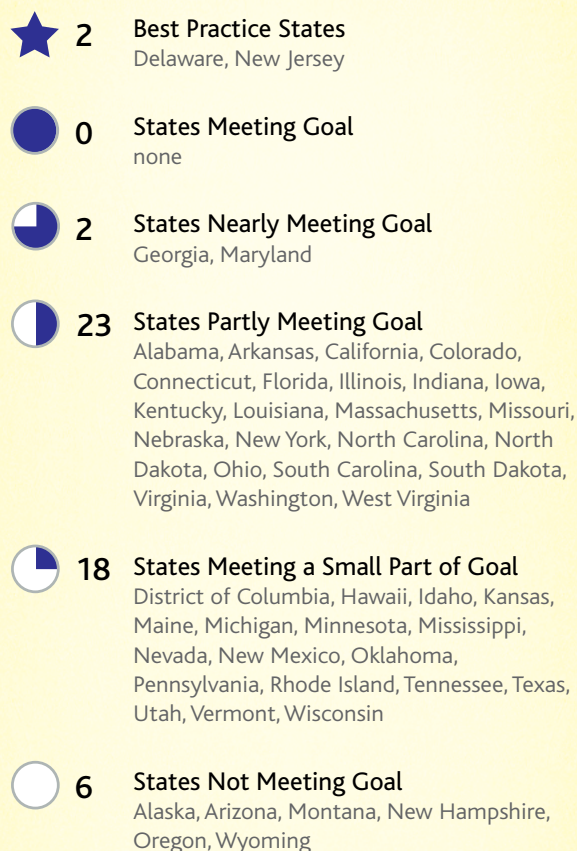 2 Best Practice States
Delaware, New Jersey
0 States Meeting Goal
none
2 States Nearly Meeting Goal
Georgia, Maryland
23 States Partly Meeting Goal
Alabama, Arkansas, California, Colorado,
Connecticut, Florida, Illinois, Indiana, Iowa,
Kentucky, Louisiana, Massachusetts, Missouri,
Nebraska, New York, North Carolina, North
Dakota, Ohio, South Carolina, South Dakota,
Virginia, Washington, West Virginia
18 States Meeting a Small Part of Goal
District of Columbia, Hawaii, Idaho, Kansas,
Maine, Michigan, Minnesota, Mississippi,
Nevada, New Mexico, Oklahoma,
Pennsylvania, Rhode Island, Tennessee, Texas,
Utah, Vermont, Wisconsin
6 States Not Meeting Goal
Alaska, Arizona, Montana, New Hampshire,
Oregon, Wyoming